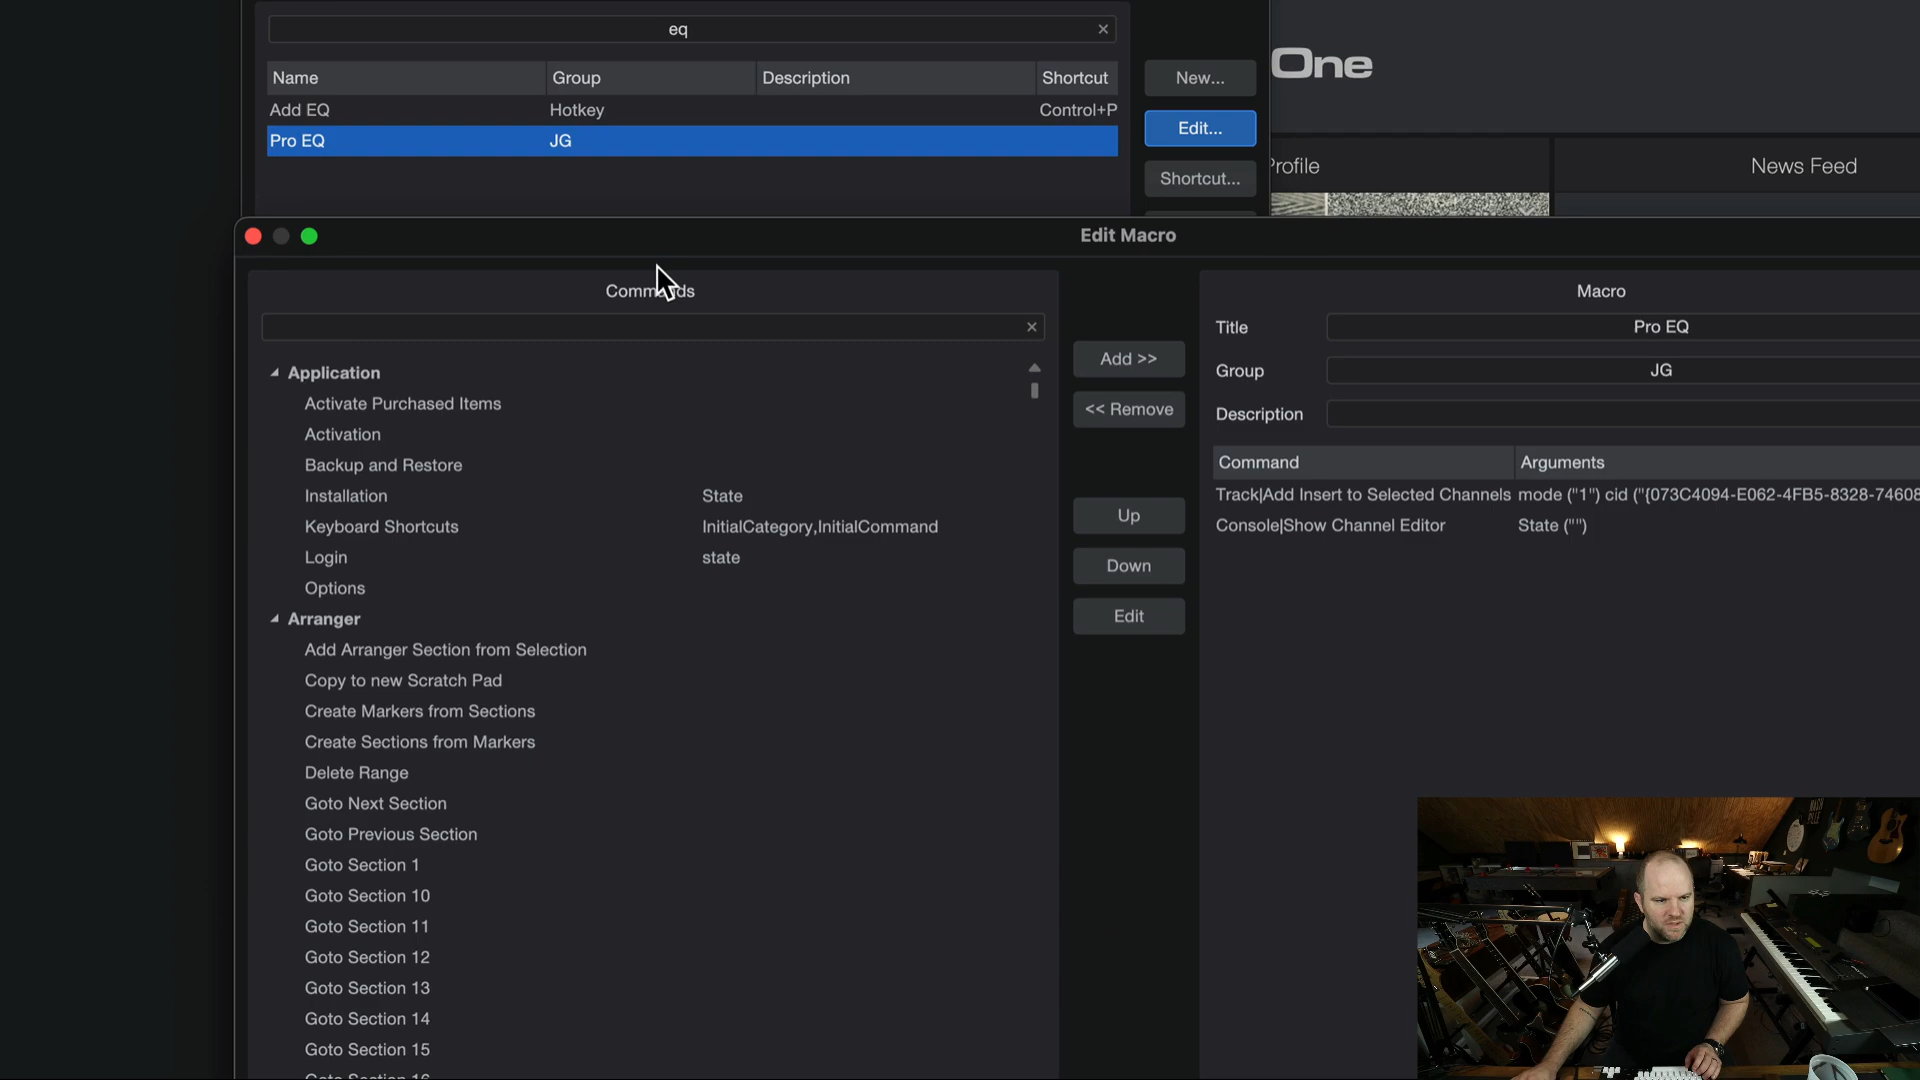 eq
Name Group Description Shortcut
Add EQ Hotkey Control+P
Pro EQ JG
New...
Edit...
Shortcut...
One
Profile
News Feed
Edit Macro
Commands
Application
Activate Purchased Items
Activation
Backup and Restore
Installation State
Keyboard Shortcuts InitialCategory,InitialCommand
Login state
Options
Arranger
Add Arranger Section from Selection
Copy to new Scratch Pad
Create Markers from Sections
Create Sections from Markers
Delete Range
Goto Next Section
Goto Previous Section
Goto Section 1
Goto Section 10
Goto Section 11
Goto Section 12
Goto Section 13
Goto Section 14
Goto Section 15
Goto Section 16
Add >>
<< Remove
Up
Down
Edit
Macro
Title Pro EQ
Group JG
Description
Command Arguments
Track|Add Insert to Selected Channels mode ("1") cid ("{073C4094-E062-4FB5-8328-74608
Console|Show Channel Editor State ("")